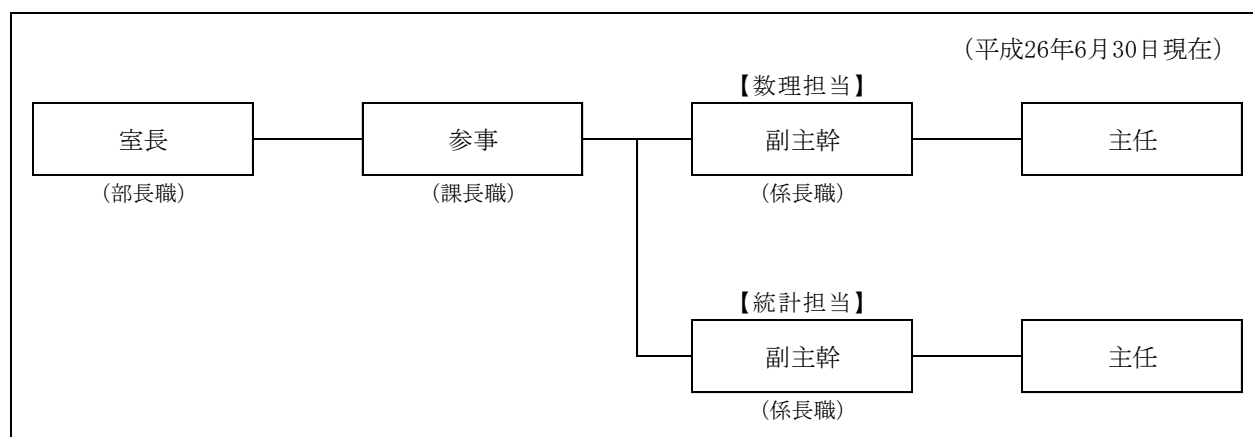 （平成26年6月30日現在）
【数理担当】
室長
参事
副主幹
主任
（部長職）
（課長職）
（係長職）
【統計担当】
副主幹
主任
（係長職）